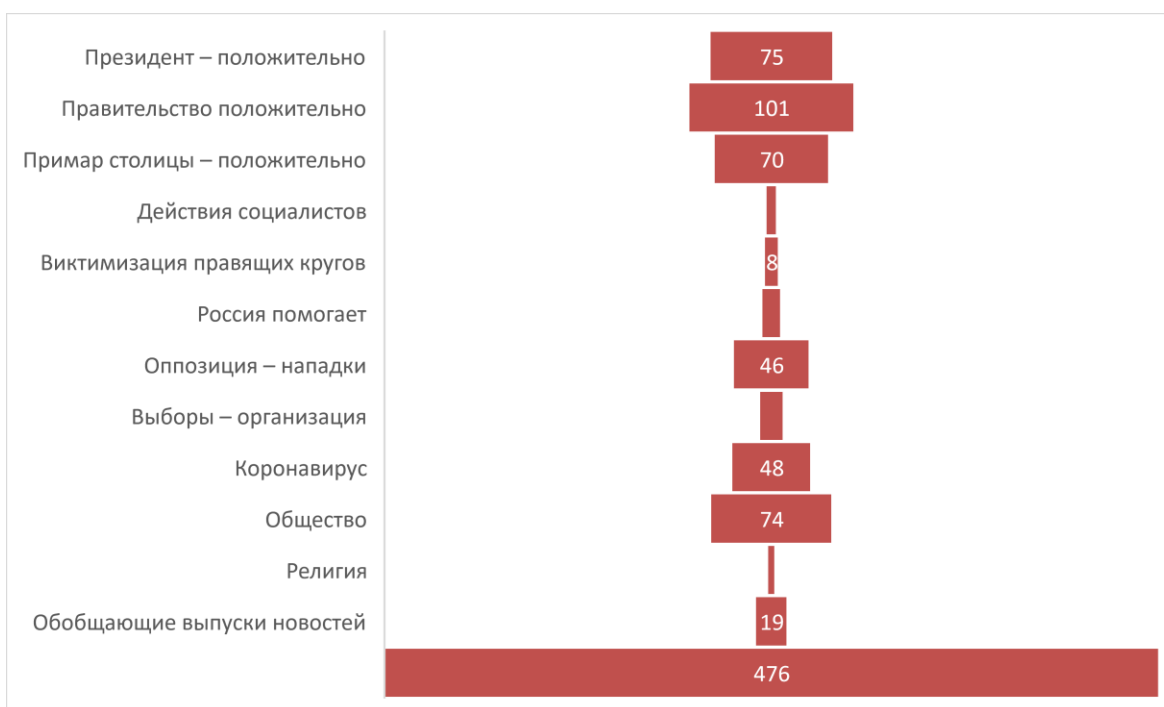 Президент – положительно 75
Правительство положительно 101
Примар столицы – положительно 70
Действия социалистов
Виктимизация правящих кругов 8
Россия помогает
Оппозиция – нападки 46
Выборы – организация
Коронавирус 48
Общество 74
Религия
Обобщающие выпуски новостей 19
476